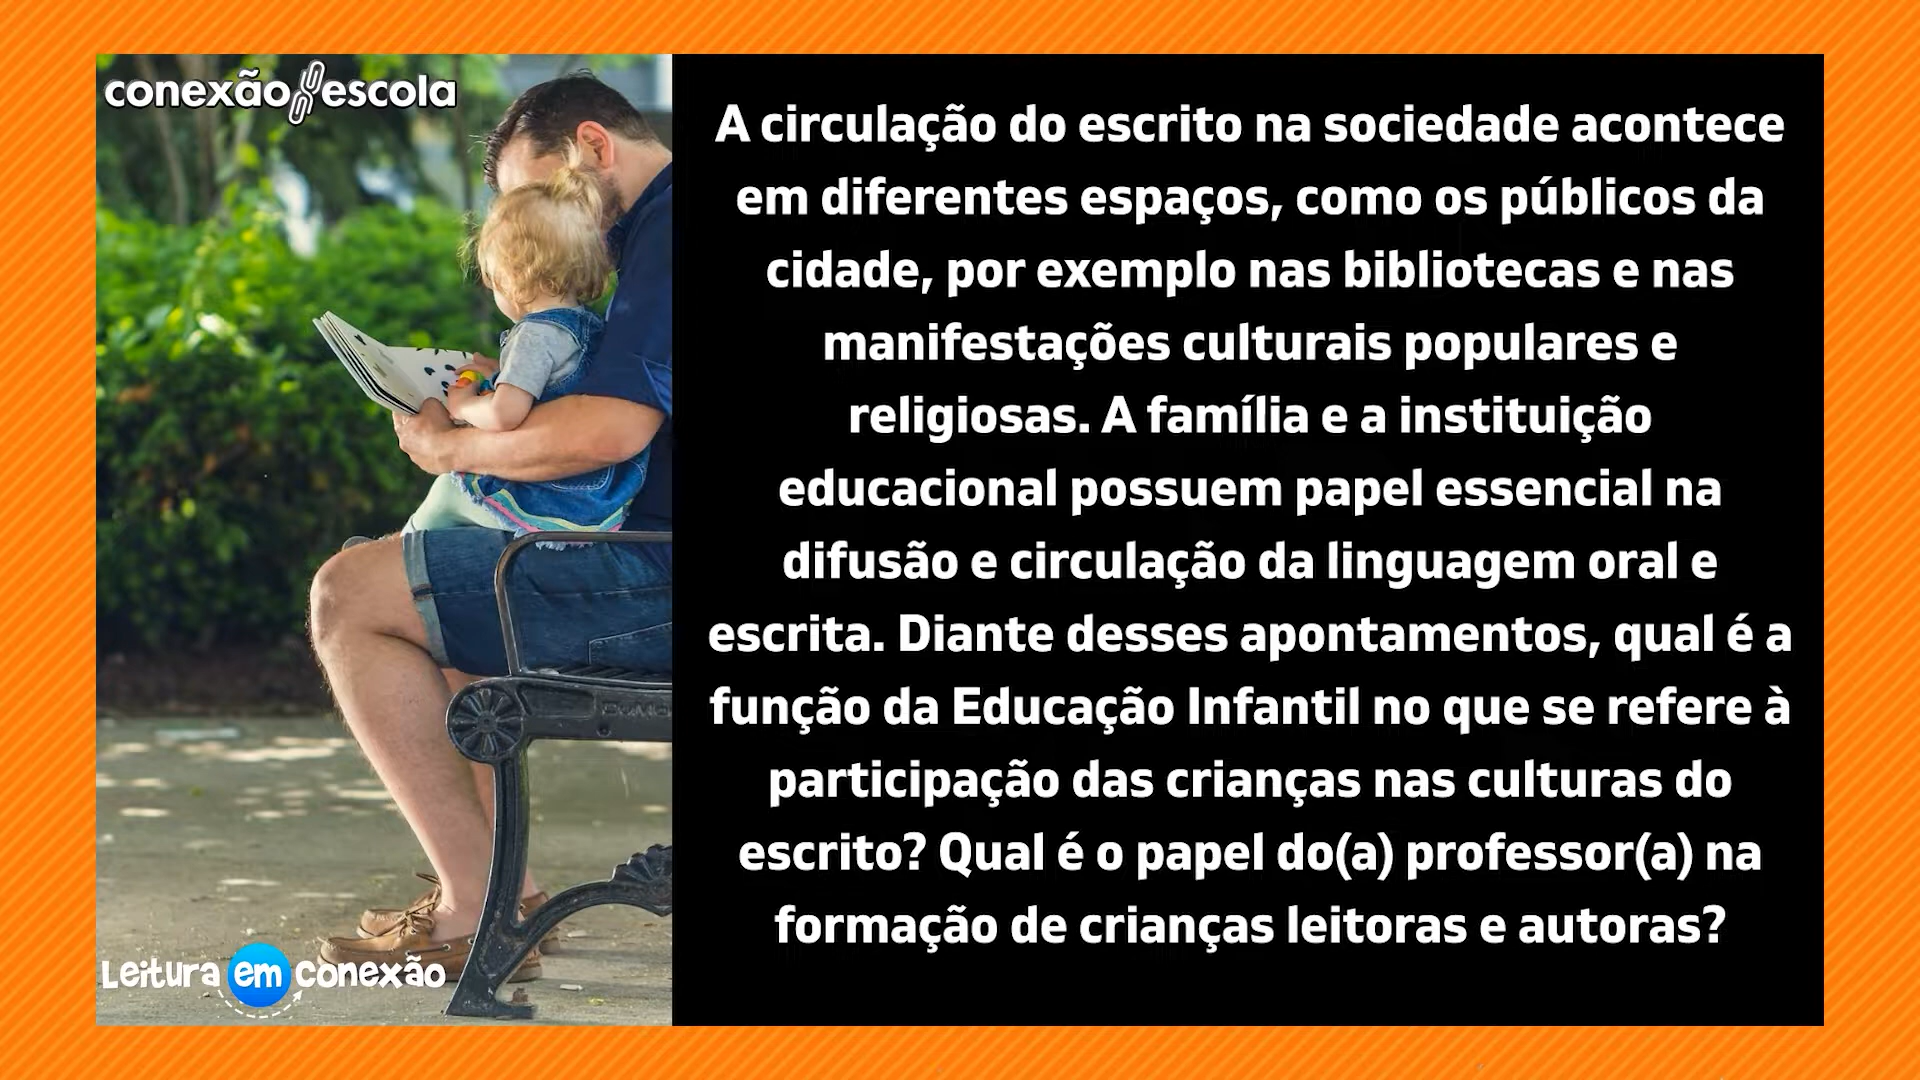 conexão escola
A circulação do escrito na sociedade acontece
em diferentes espaços, como os públicos da
cidade, por exemplo nas bibliotecas e nas
manifestações culturais populares e
religiosas. A família e a instituição
educacional possuem papel essencial na
difusão e circulação da linguagem oral e
escrita. Diante desses apontamentos, qual é a
função da Educação Infantil no que se refere à
participação das crianças nas culturas do
escrito? Qual é o papel do(a) professor(a) na
formação de crianças leitoras e autoras?
Leitura em conexão